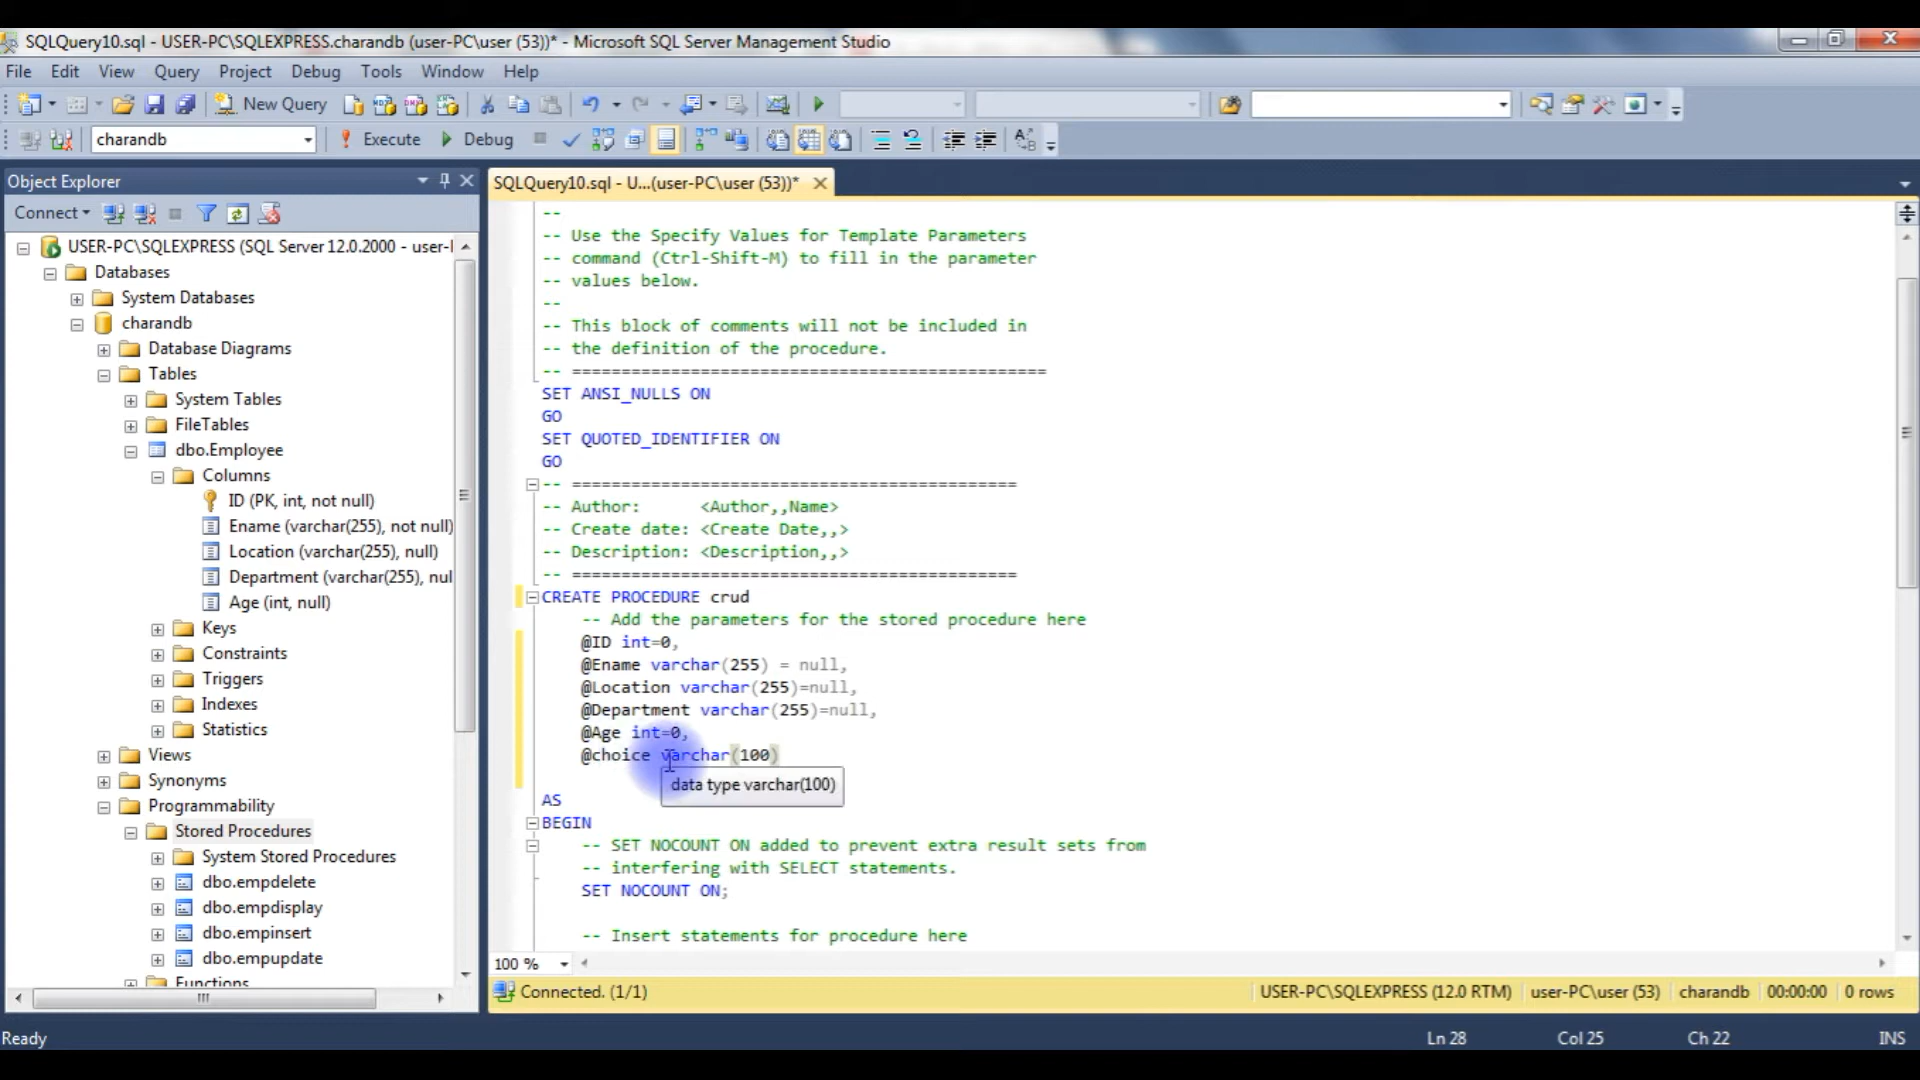 SQLQuery10.sql - USER-PC\SQLEXPRESS.charandb (user-PC\user (53))* - Microsoft SQL Server Management Studio
File Edit View Query Project Debug Tools Window Help
New Query
charandb Execute Debug
Object Explorer
SQLQuery10.sql - U...(user-PC\user (53))*
Connect
USER-PC\SQLEXPRESS (SQL Server 12.0.2000 - user-
Databases
System Databases
charandb
Database Diagrams
Tables
System Tables
FileTables
dbo.Employee
Columns
ID (PK, int, not null)
Ename (varchar(255), not null)
Location (varchar(255), null)
Department (varchar(255), nul
Age (int, null)
Keys
Constraints
Triggers
Indexes
Statistics
Views
Synonyms
Programmability
Stored Procedures
System Stored Procedures
dbo.empdelete
dbo.empdisplay
dbo.empinsert
dbo.empupdate
Functions
--
-- Use the Specify Values for Template Parameters
-- command (Ctrl-Shift-M) to fill in the parameter
-- values below.
--
-- This block of comments will not be included in
-- the definition of the procedure.
-- ================================================
SET ANSI_NULLS ON
GO
SET QUOTED_IDENTIFIER ON
GO
-- =============================================
-- Author: <Author,,Name>
-- Create date: <Create Date,,>
-- Description: <Description,,>
-- =============================================
CREATE PROCEDURE crud
-- Add the parameters for the stored procedure here
@ID int=0,
@Ename varchar(255) = null,
@Location varchar(255)=null,
@Department varchar(255)=null,
@Age int=0,
@choice varchar(100)
data type varchar(100)
AS
BEGIN
-- SET NOCOUNT ON added to prevent extra result sets from
-- interfering with SELECT statements.
SET NOCOUNT ON;
-- Insert statements for procedure here
100 %
Connected. (1/1) USER-PC\SQLEXPRESS (12.0 RTM) user-PC\user (53) charandb 00:00:00 0 rows
Ready Ln 28 Col 25 Ch 22 INS